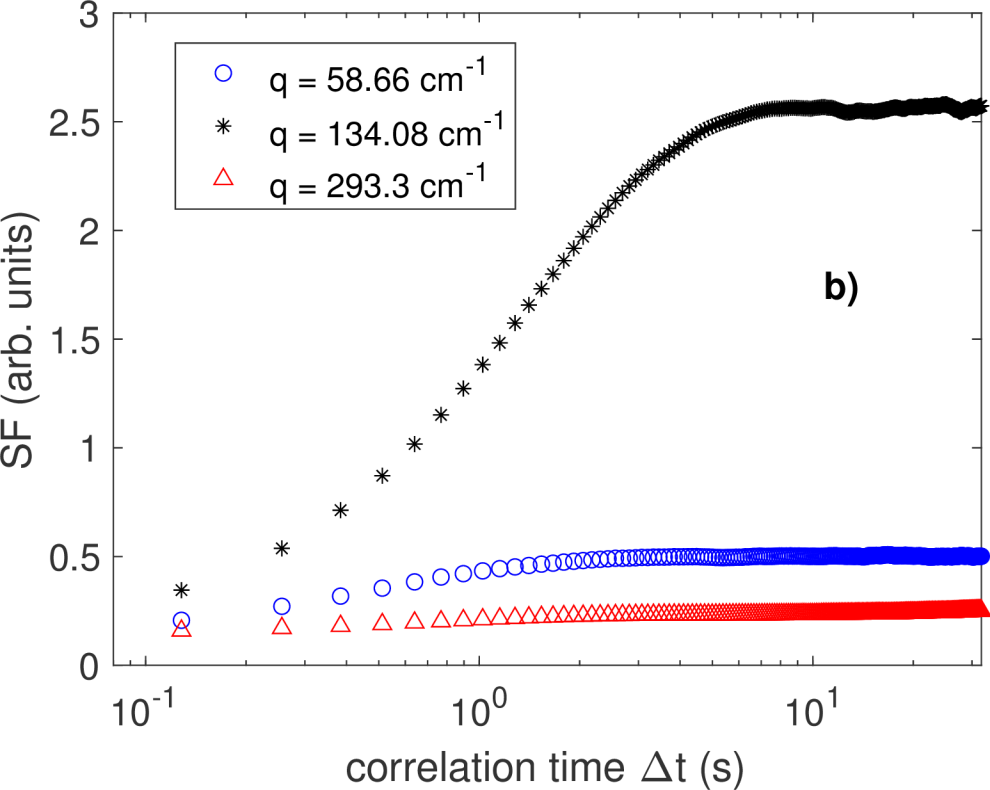 3
2.5
2
1.5
1
0.5
0
SF (arb. units)
q = 58.66 cm⁻¹
q = 134.08 cm⁻¹
q = 293.3 cm⁻¹
b)
10⁻¹
10⁰
10¹
correlation time Δt (s)